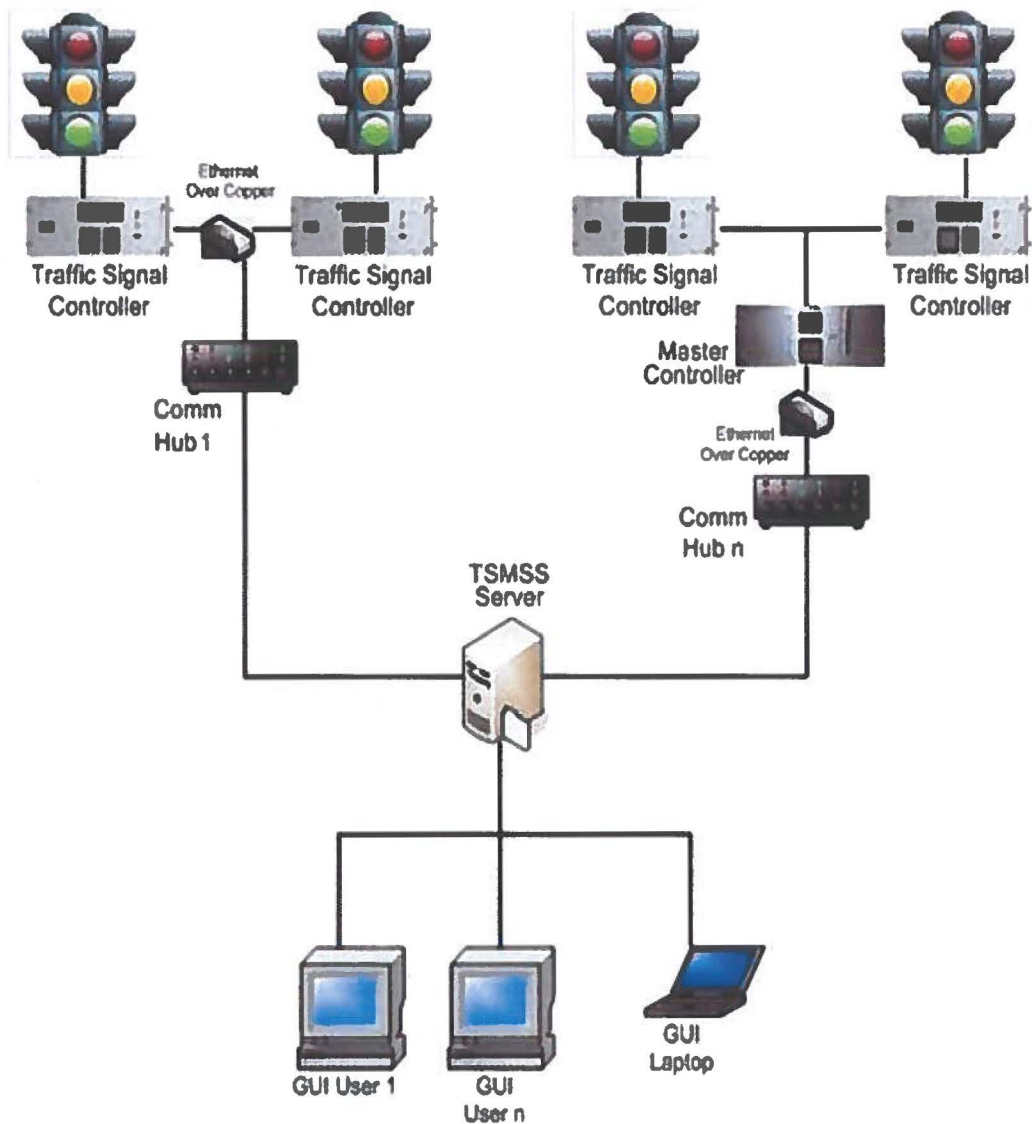 Ethernet
Over Copper
Traffic Signal
Controller
Traffic Signal
Controller
Traffic Signal
Controller
Traffic Signal
Controller
Master
Controller
Comm
Hub 1
Ethernet
Over Copper
Comm
Hub n
TSMSS
Server
GUI User 1
GUI
User n
GUI
Laptop